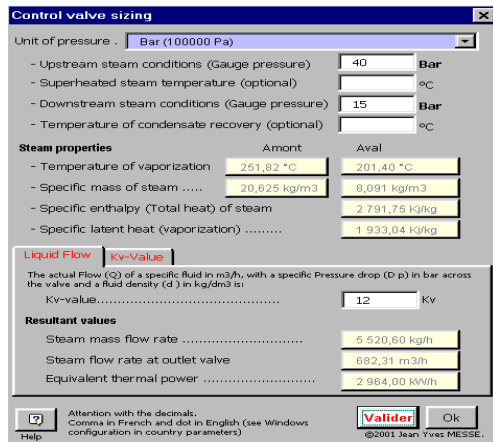 Control valve sizing
Unit of pressure . Bar (100000 Pa)
- Upstream steam conditions (Gauge pressure) 40 Bar
- Superheated steam temperature (optional) ºC
- Downstream steam conditions (Gauge pressure) 15 Bar
- Temperature of condensate recovery (optional) ºC
Steam properties Amont Aval
- Temperature of vaporization 251,82 °C 201,40 °C
- Specific mass of steam ..... 20,625 kg/m3 8,091 kg/m3
- Specific enthalpy (Total heat) of steam 2 791,75 Kj/kg
- Specific latent heat (vaporization) ......... 1 933,04 Kj/kg
Liquid Flow Kv-Value
The actual Flow (Q) of a specific fluid in m3/h, with a specific Pressure drop (D p) in bar across
the valve and a fluid density (d ) in kg/dm3 is:
Kv-value............................................... 12 Kv
Resultant values
Steam mass flow rate ............................... 5 520,60 kg/h
Steam flow rate at outlet valve 682,31 m3/h
Equivalent thermal power ......................... 2 964,00 kW/h
Help
Attention with the decimals.
Comma in French and dot in English (see Windows
configuration in country parameters)
Valider Ok
©2001 Jean Yves MESSE.